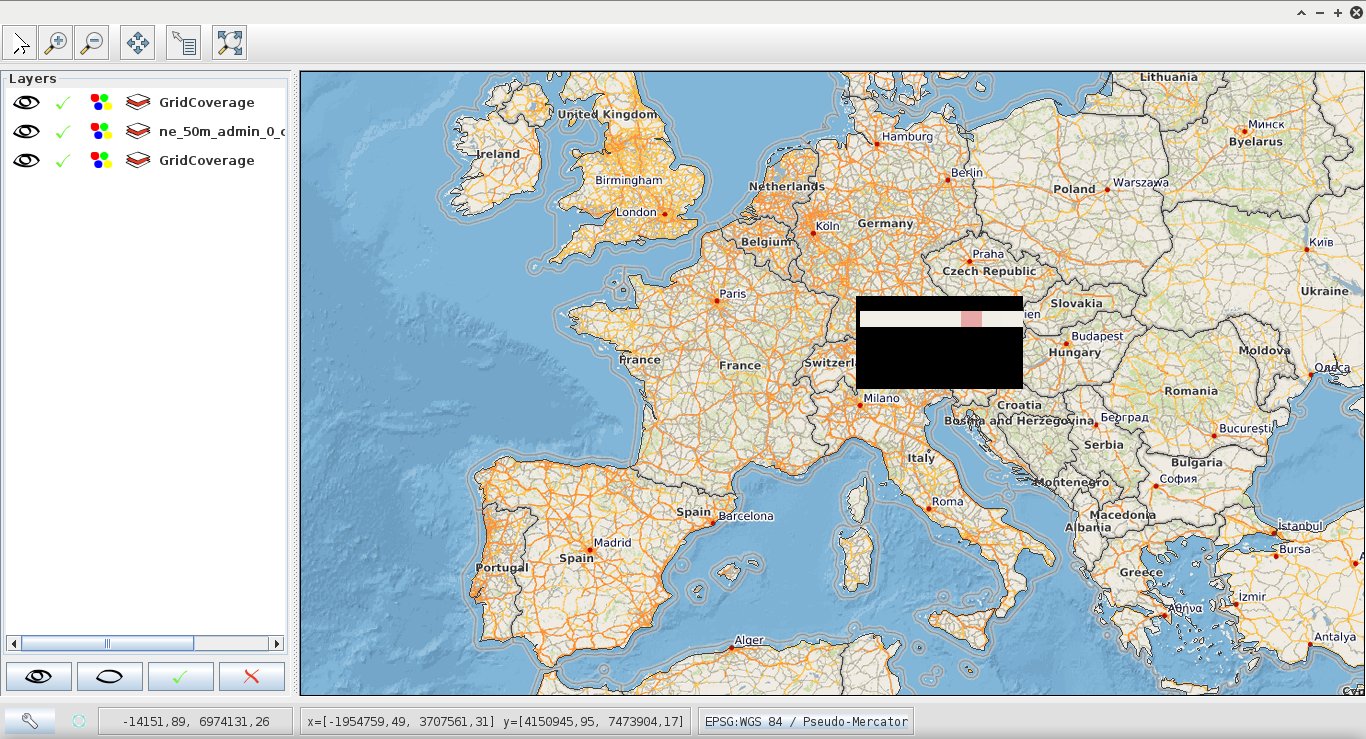 Layers
GridCoverage
ne_50m_admin_0_c
GridCoverage
Lithuania
United Kingdom
Минск
Hamburg
Byelarus
Ireland
Berlin
Birmingham
Netherlands
Poland
Warszawa
London
Köln
Germany
Belgium
Київ
Praha
Czech Republic
Paris
Ukraine
Slovakia
ien
Budapest
Hungary
Moldova
France
France
Switzerl
Одеса
Romania
Milano
Croatia
Bosnia and Herzegovina
Београд
București
Serbia
Italy
Bulgaria
София
Montenegro
Roma
Spain
Barcelona
Macedonia
Albania
İstanbul
Madrid
Bursa
Spain
Portugal
Greece
İzmir
Αθήνα
Alger
Antalya
-14151,89, 6974131,26
x=[-1954759,49, 3707561,31] y=[4150945,95, 7473904,17]
EPSG:WGS 84 / Pseudo-Mercator